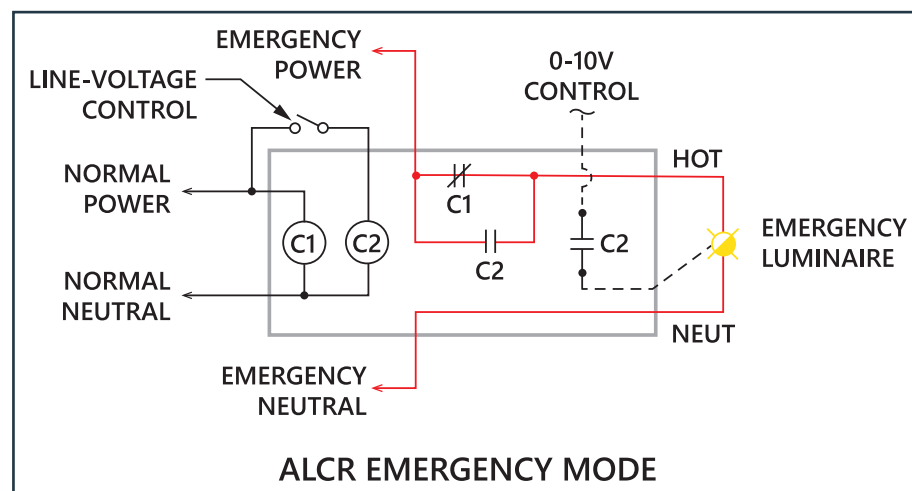 EMERGENCY
POWER
LINE-VOLTAGE
CONTROL
0-10V
CONTROL
NORMAL
POWER
HOT
C1
C1
C2
C2
C2
EMERGENCY
LUMINAIRE
NORMAL
NEUTRAL
NEUT
EMERGENCY
NEUTRAL
ALCR EMERGENCY MODE